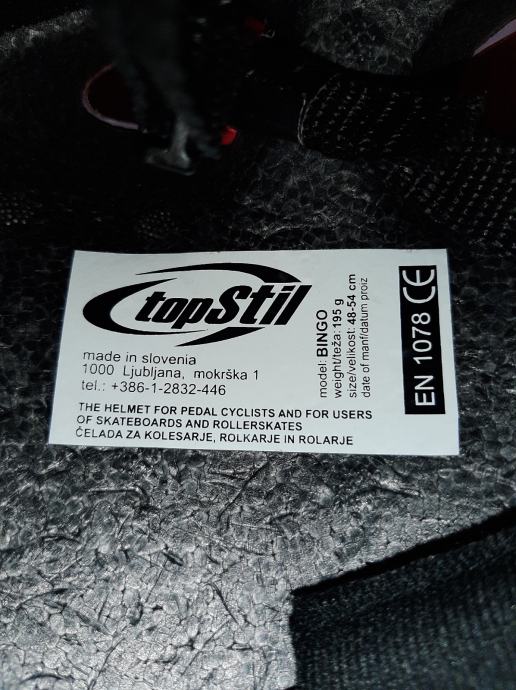 topStil
made in slovenia
1000 Ljubljana, mokrška 1
tel.: +386-1-2832-446
THE HELMET FOR PEDAL CYCLISTS AND FOR USERS
OF SKATEBOARDS AND ROLLERSKATES
ČELADA ZA KOLESARJE, ROLKARJE IN ROLARJE
model: BINGO
weight/teža: 195 g
size/velikost: 48-54 cm
date of manf/datum proiz
EN 1078 CE